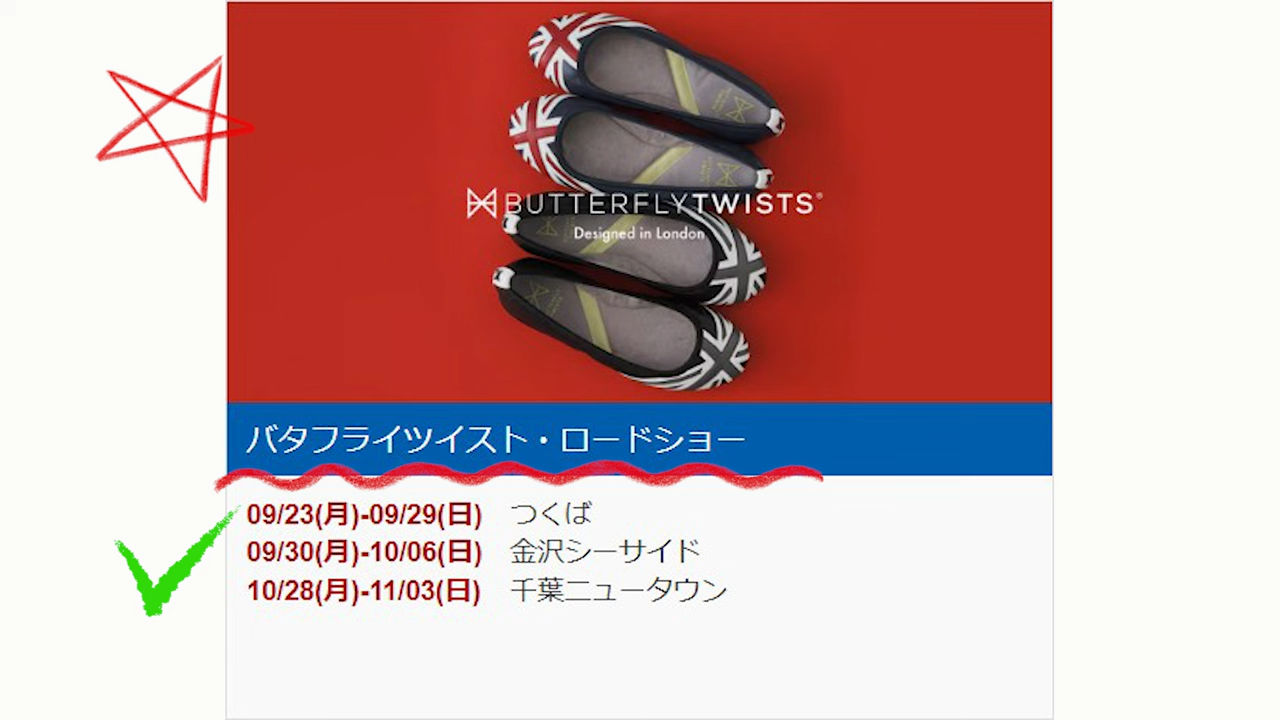 BUTTERFLYTWISTS®
Designed in London
バタフライツイスト・ロードショー
09/23(月)-09/29(日) つくば
09/30(月)-10/06(日) 金沢シーサイド
10/28(月)-11/03(日) 千葉ニュータウン